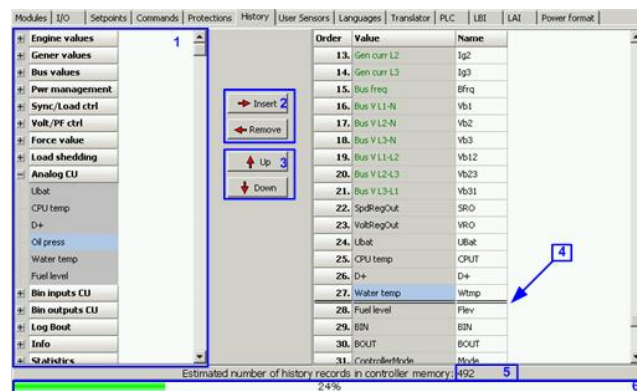 Modules I/O Setpoints Commands Protections History User Sensors Languages Translator PLC LBI LAI Power format
Engine values
Gener values
Bus values
Pwr management
Sync/Load ctrl
Volt/PF ctrl
Force value
Load shedding
Analog CU
Ubat
CPU temp
D+
Oil press
Water temp
Fuel level
Bin inputs CU
Bin outputs CU
Log Bout
Info
Statistics
1
Insert 2
Remove
Up 3
Down
Order Value Name
13. Gen curr L2 Ig2
14. Gen curr L3 Ig3
15. Bus freq Bfrq
16. Bus V L1-N Vb1
17. Bus V L2-N Vb2
18. Bus V L3-N Vb3
19. Bus V L1-L2 Vb12
20. Bus V L2-L3 Vb23
21. Bus V L3-L1 Vb31
22. SpdRegOut SRO
23. VoltRegOut VRO
24. Ubat UBat
25. CPU temp CPUT
26. D+ D+
27. Water temp Wtmp
28. Fuel level Flev
29. BIN BIN
30. BOUT BOUT
31. ControllerMode Mode
4
Estimated number of history records in controller memory: 492 5
24%